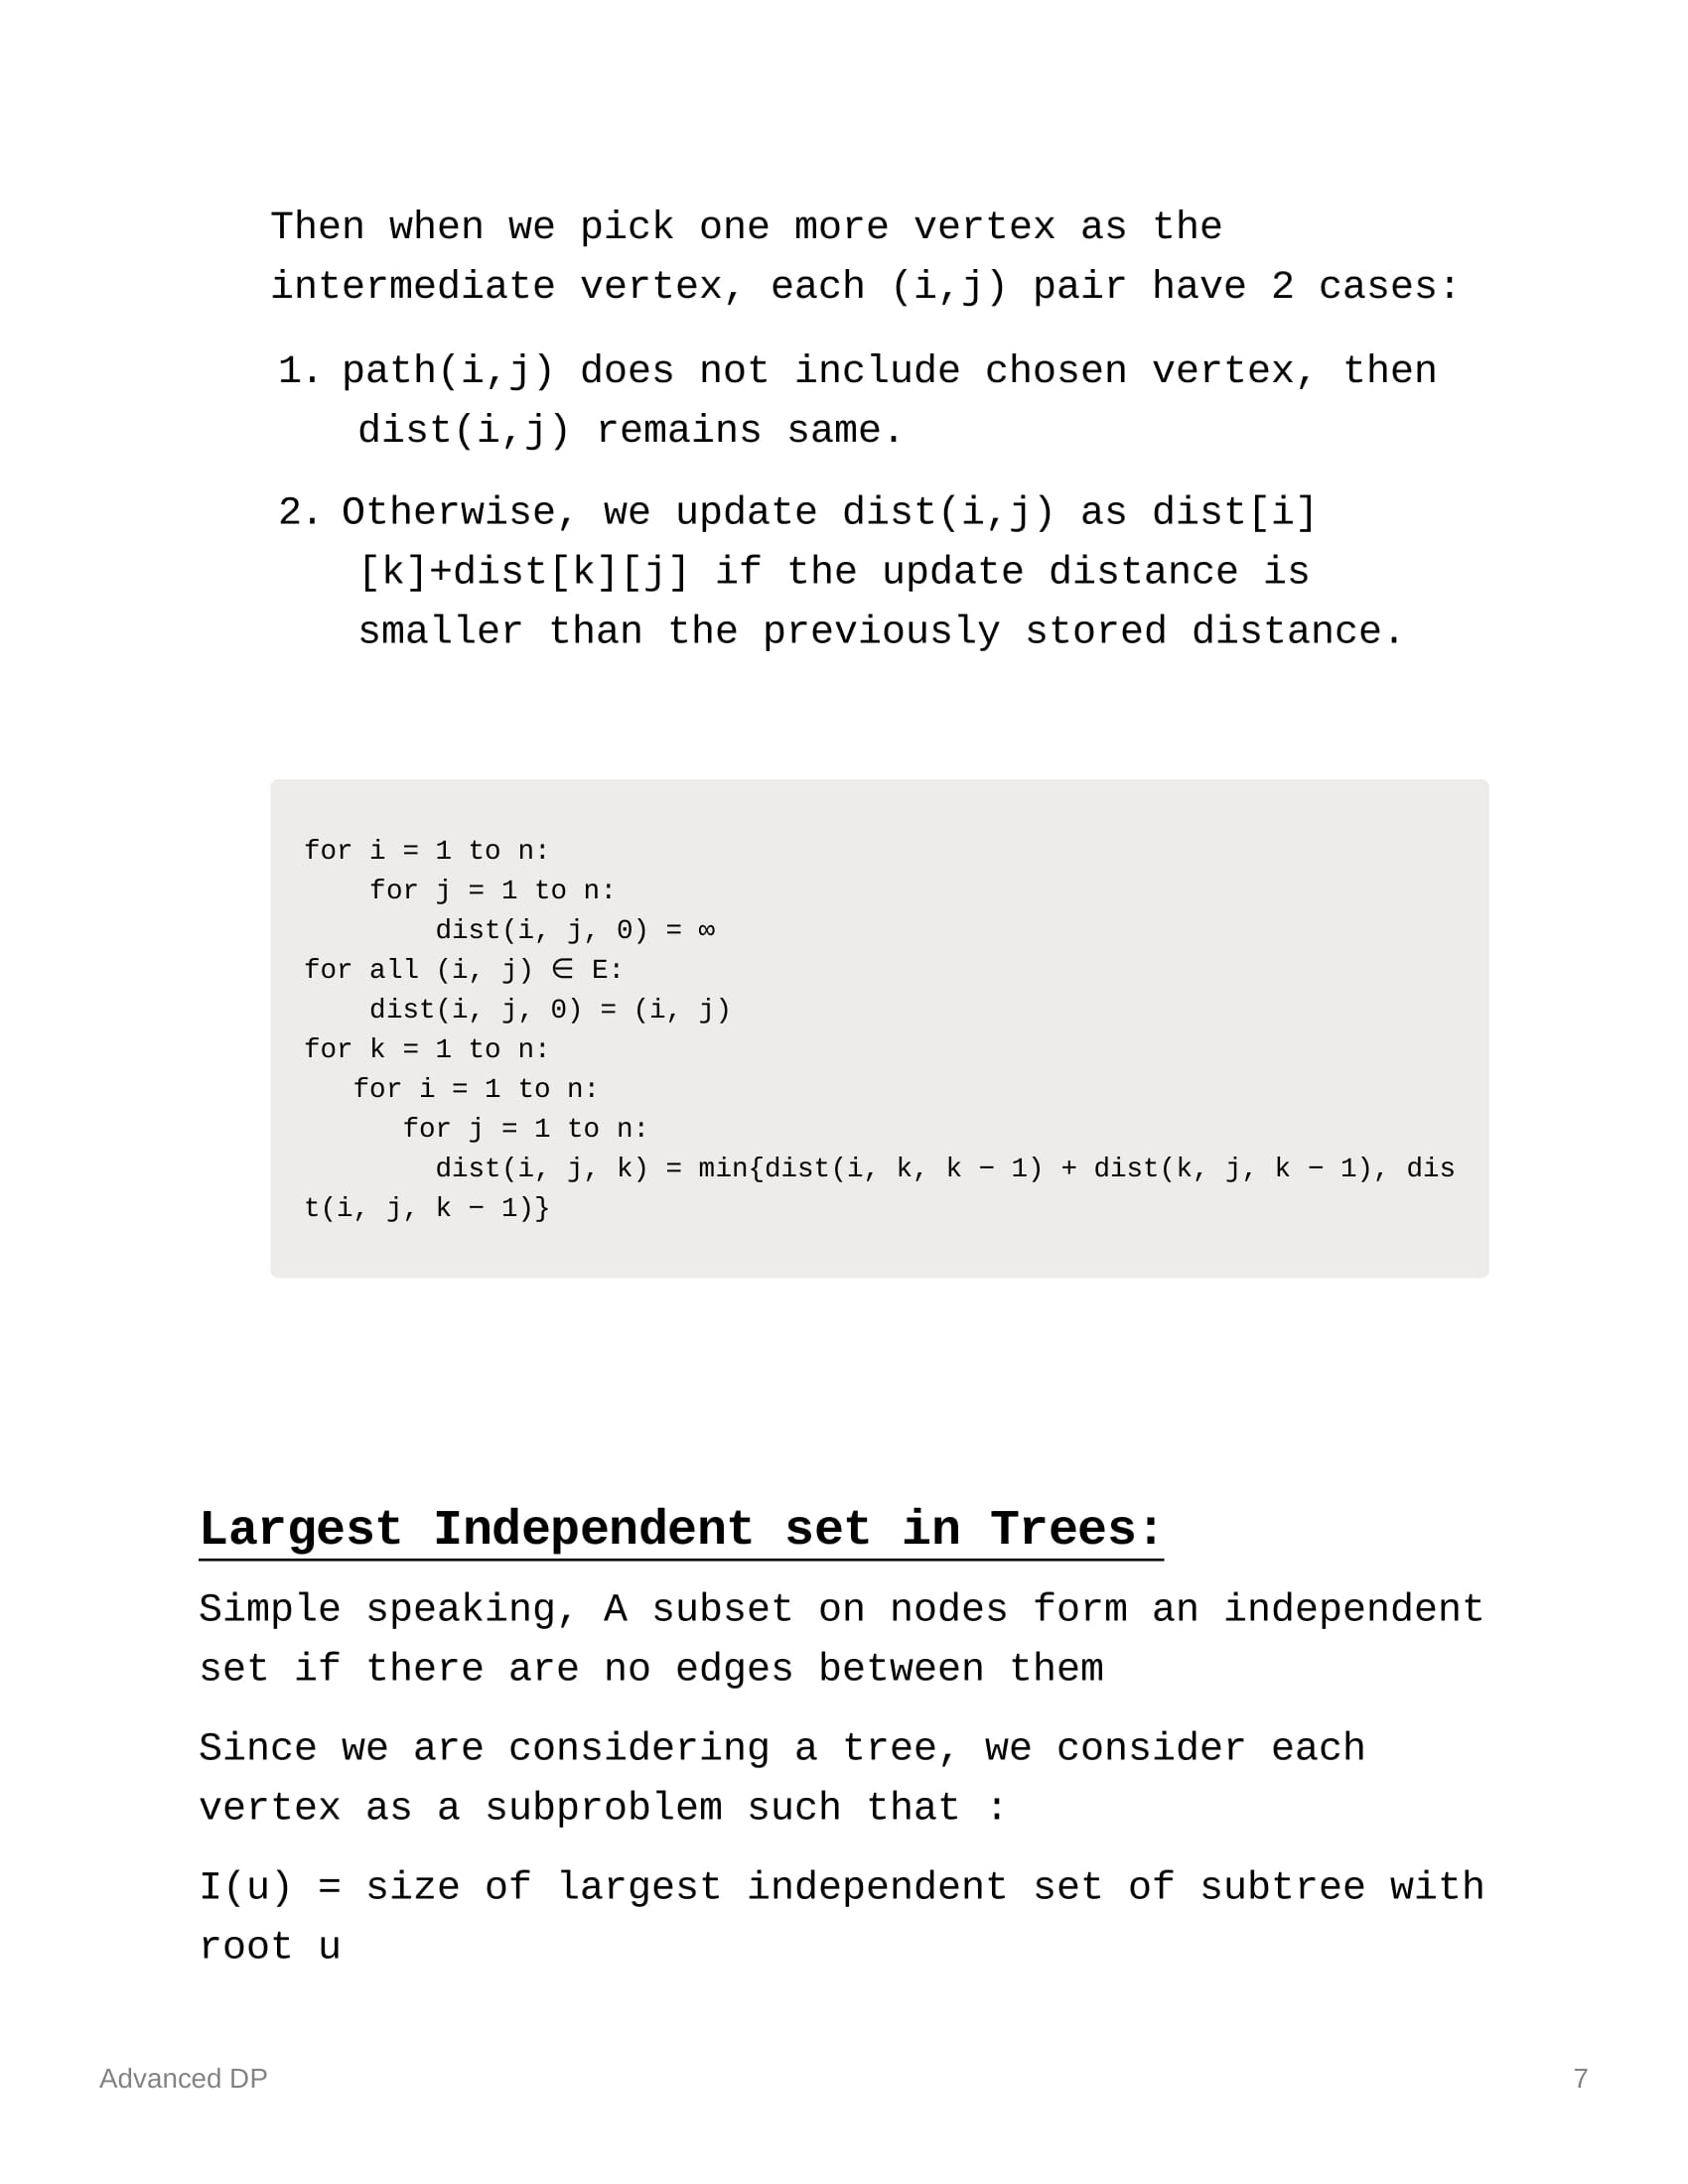 Then when we pick one more vertex as the
intermediate vertex, each (i,j) pair have 2 cases:
1. path(i,j) does not include chosen vertex, then
dist(i,j) remains same.
2. Otherwise, we update dist(i,j) as dist[i]
[k]+dist[k][j] if the update distance is
smaller than the previously stored distance.
for i = 1 to n:
    for j = 1 to n:
        dist(i, j, 0) = ∞
for all (i, j) ∈ E:
    dist(i, j, 0) = (i, j)
for k = 1 to n:
   for i = 1 to n:
      for j = 1 to n:
        dist(i, j, k) = min{dist(i, k, k − 1) + dist(k, j, k − 1), dis
t(i, j, k − 1)}
Largest Independent set in Trees:
Simple speaking, A subset on nodes form an independent
set if there are no edges between them
Since we are considering a tree, we consider each
vertex as a subproblem such that :
I(u) = size of largest independent set of subtree with
root u
Advanced DP 7